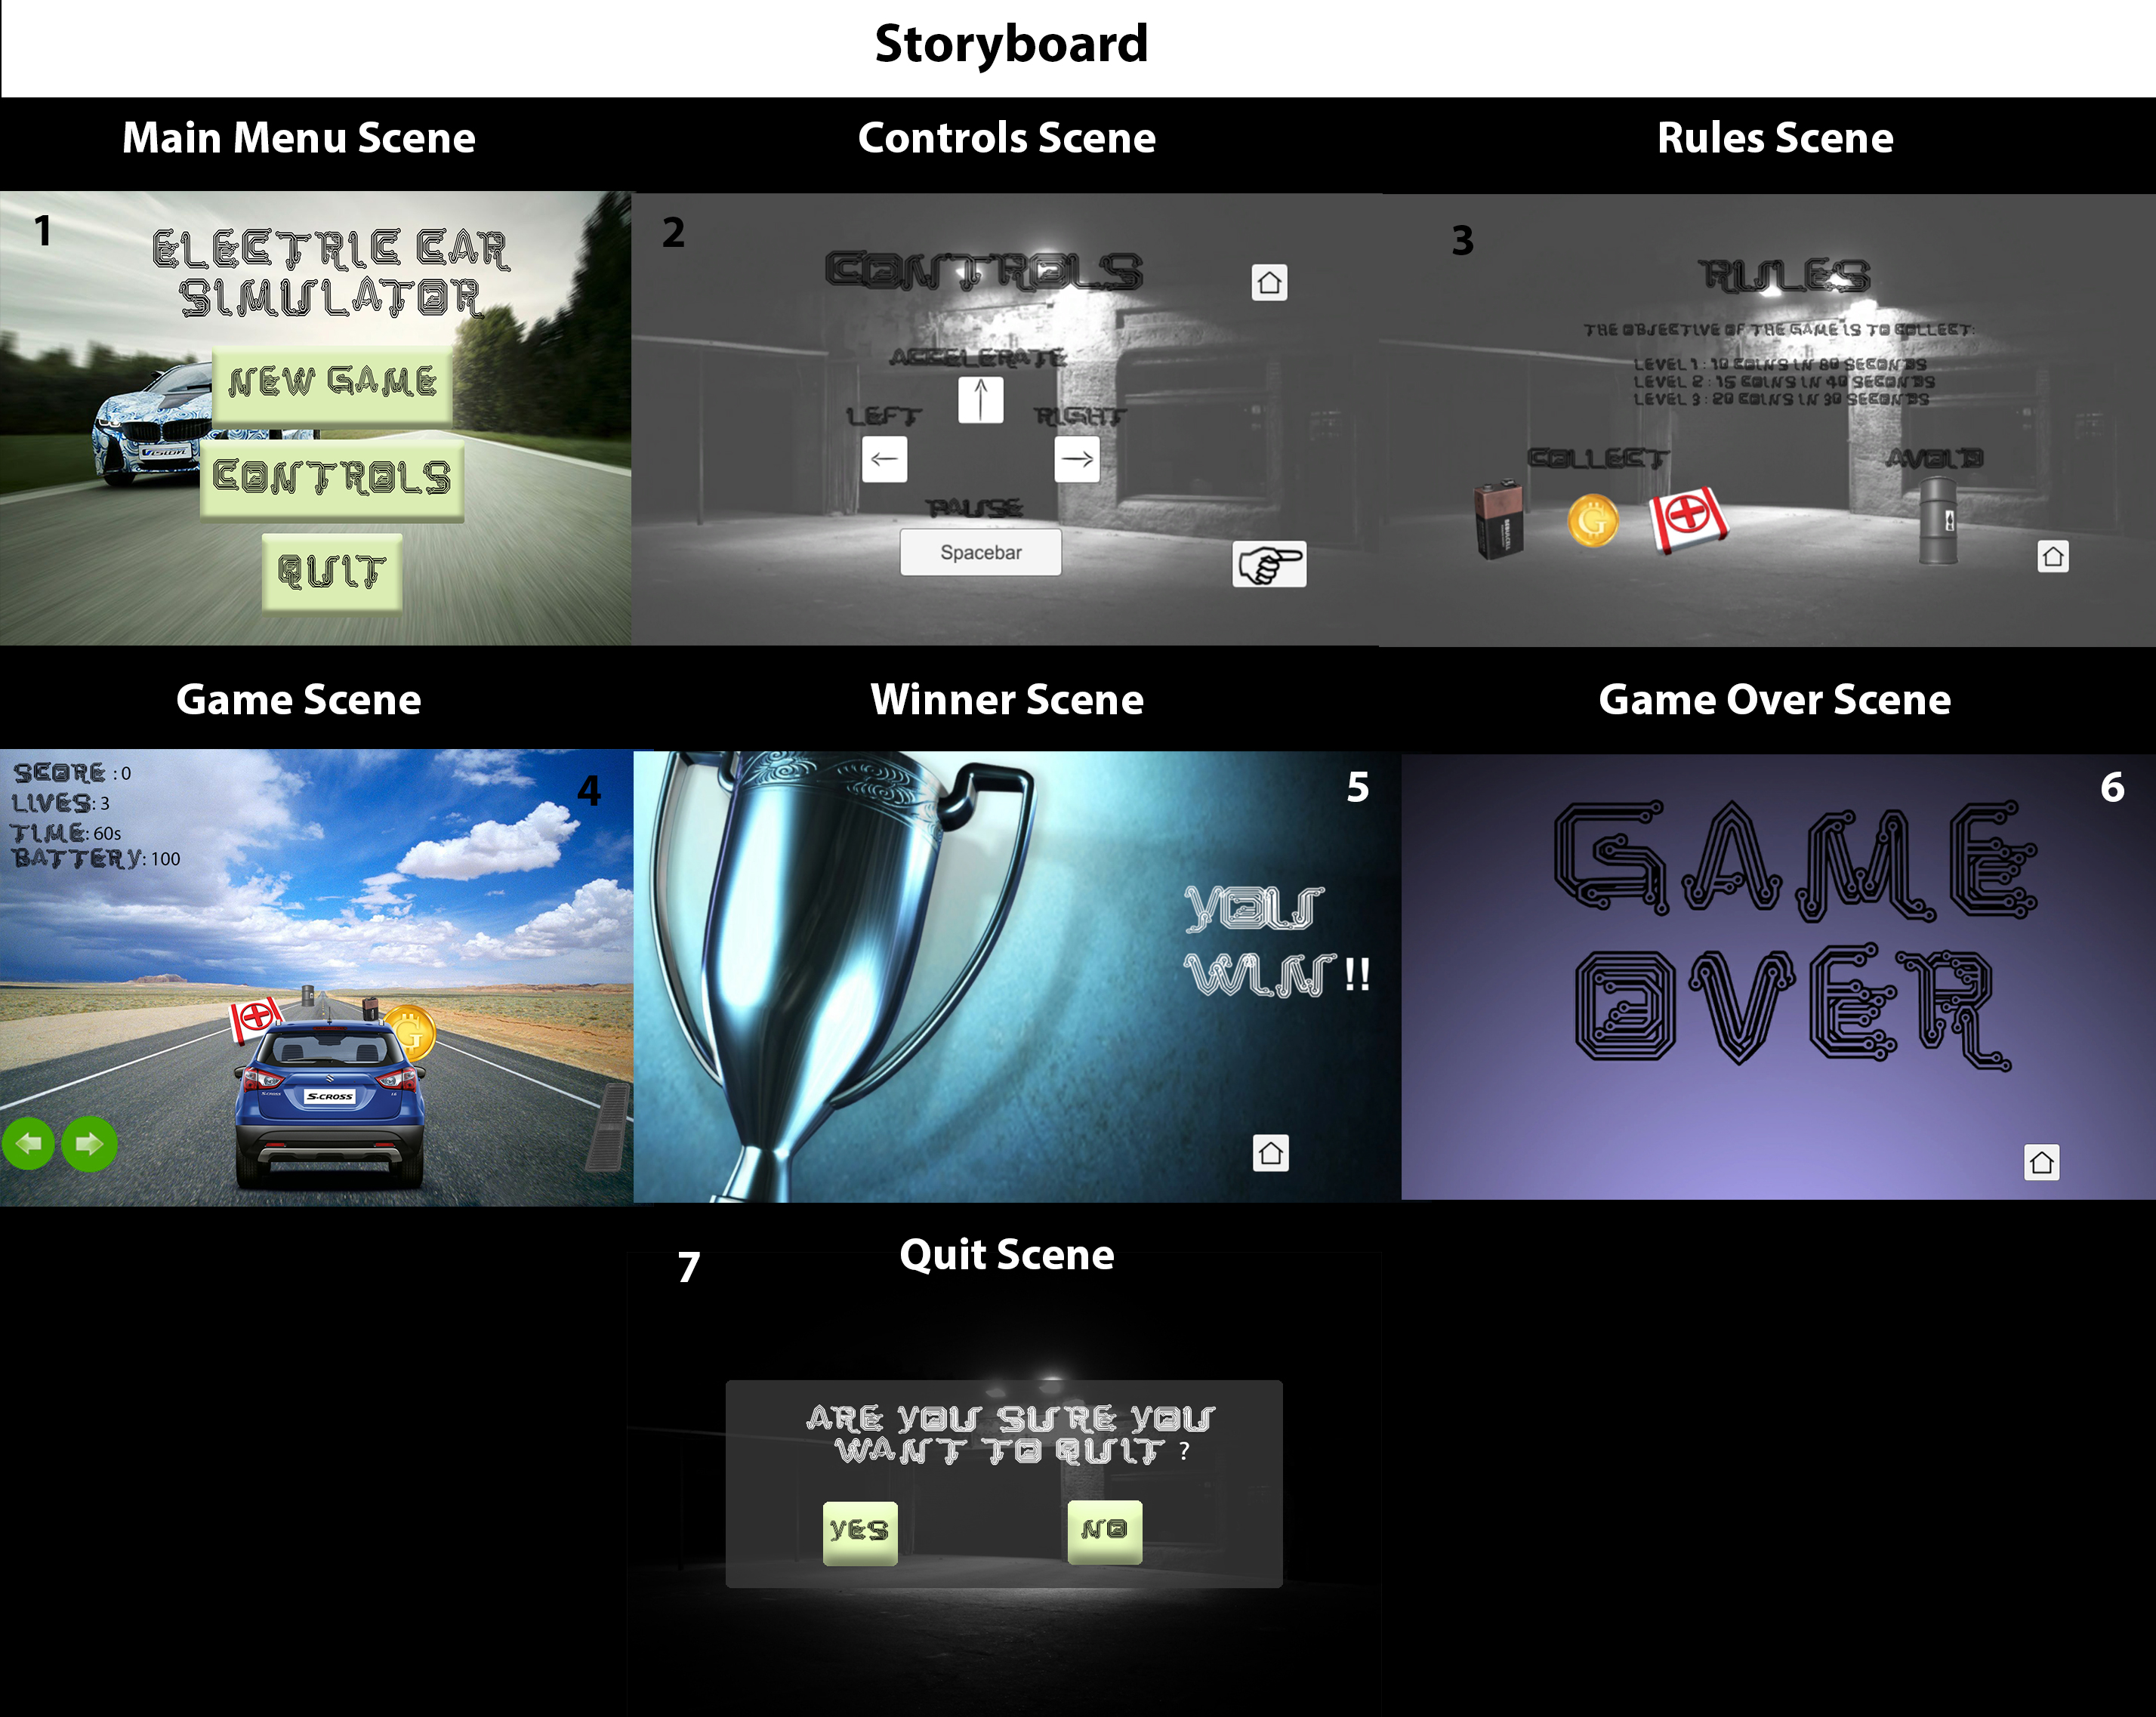 Storyboard
Main Menu Scene
Controls Scene
Rules Scene
1
ELECTRIC CAR
SIMULATOR
NEW GAME
CONTROLS
QUIT
Vision
2
CONTROLS
ACCELERATE
LEFT
RIGHT
PAUSE
Spacebar
3
RULES
THE OBJECTIVE OF THE GAME IS TO COLLECT:
LEVEL 1 : 10 COINS IN 80 SECONDS
LEVEL 2 : 15 COINS IN 40 SECONDS
LEVEL 3 : 20 COINS IN 30 SECONDS
COLLECT
AVOID
DURACELL
G
Game Scene
Winner Scene
Game Over Scene
4
SCORE : 0
LIVES: 3
TIME: 60s
BATTERY: 100
G
S-CROSS
S-CROSS
5
YOU
WIN !!
6
GAME
OVER
Quit Scene
7
ARE YOU SURE YOU
WANT TO QUIT ?
YES
NO